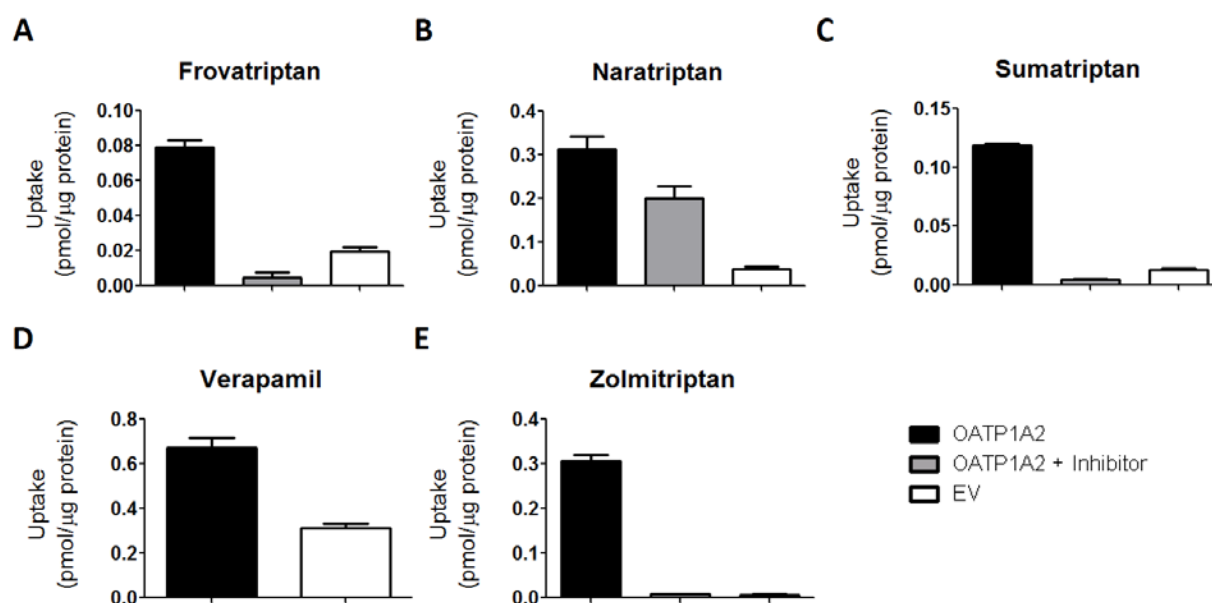 A
Frovatriptan
Uptake
(pmol/µg protein)
0.10
0.08
0.06
0.04
0.02
0.00
B
Naratriptan
Uptake
(pmol/µg protein)
0.4
0.3
0.2
0.1
0.0
C
Sumatriptan
Uptake
(pmol/µg protein)
0.15
0.10
0.05
0.00
D
Verapamil
Uptake
(pmol/µg protein)
0.8
0.6
0.4
0.2
0.0
E
Zolmitriptan
Uptake
(pmol/µg protein)
0.4
0.3
0.2
0.1
0.0
OATP1A2
OATP1A2 + Inhibitor
EV